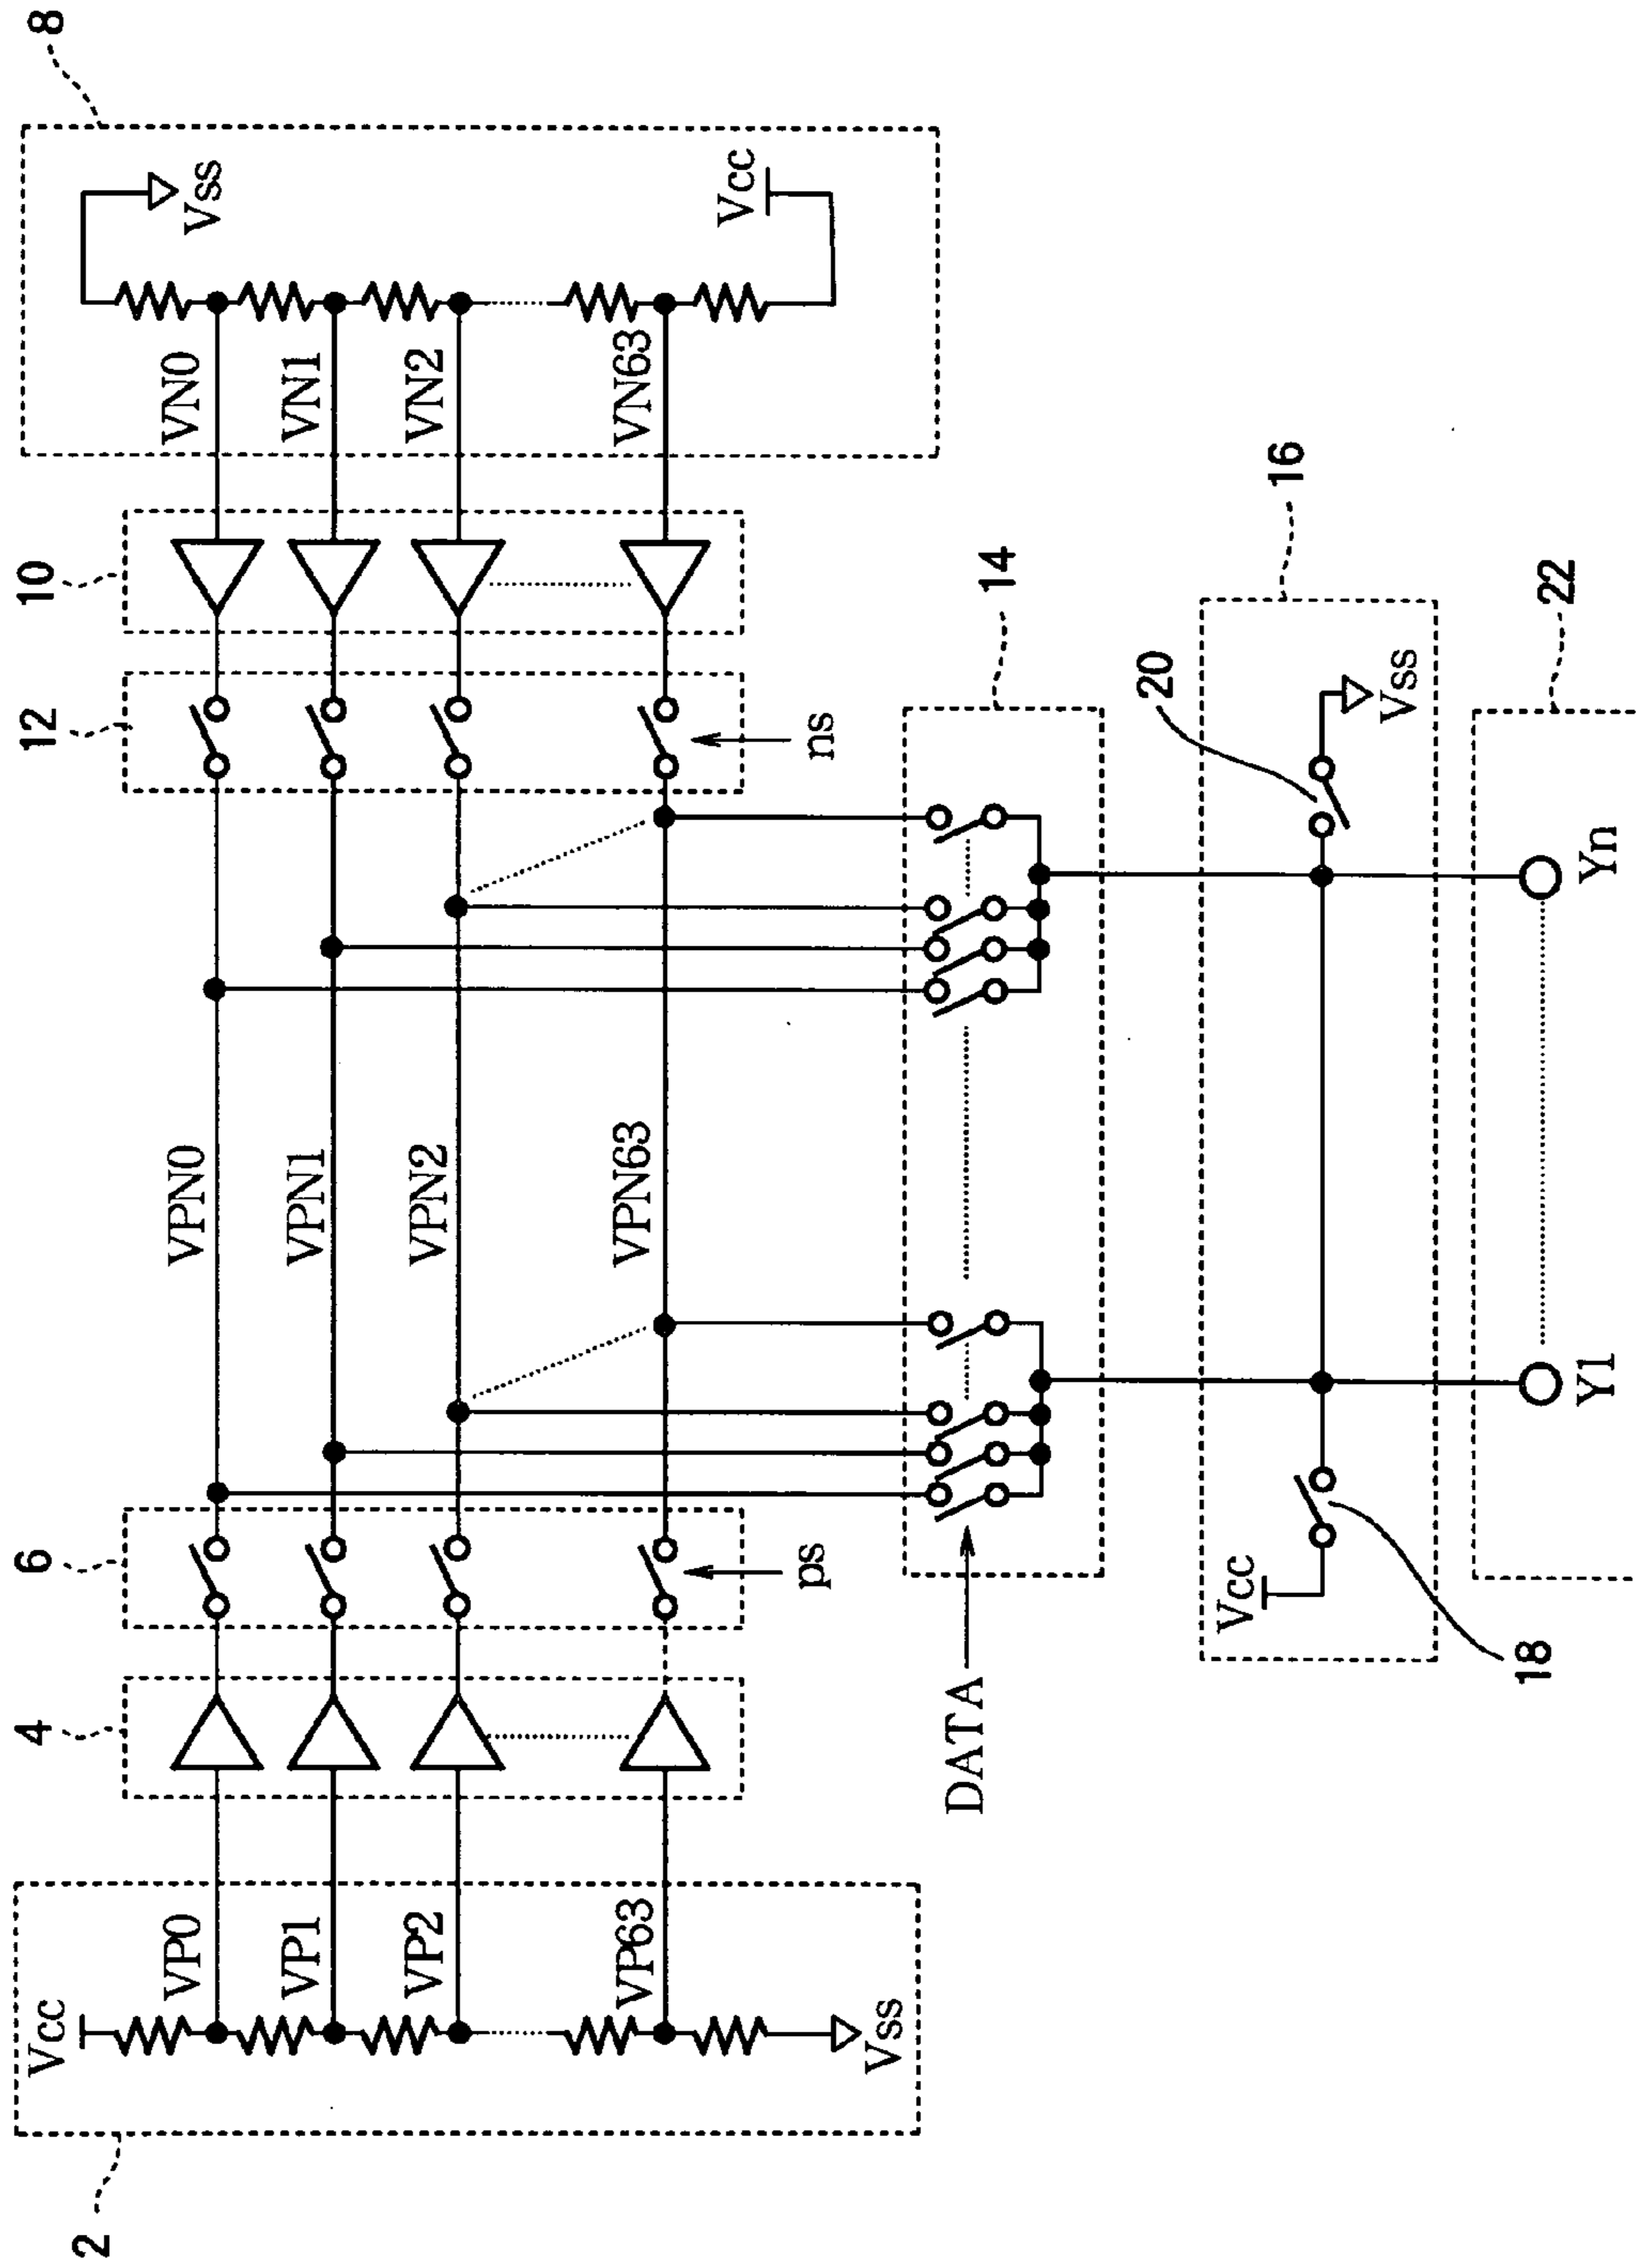 2
4
6
12
10
8
Vcc
VP0
VP1
VP2
VP63
Vss
VPN0
VPN1
VPN2
VPN63
VN0
VN1
VN2
VN63
Vss
Vcc
ps
ns
DATA
14
16
Vcc
18
20
Vss
Y1
Yn
22